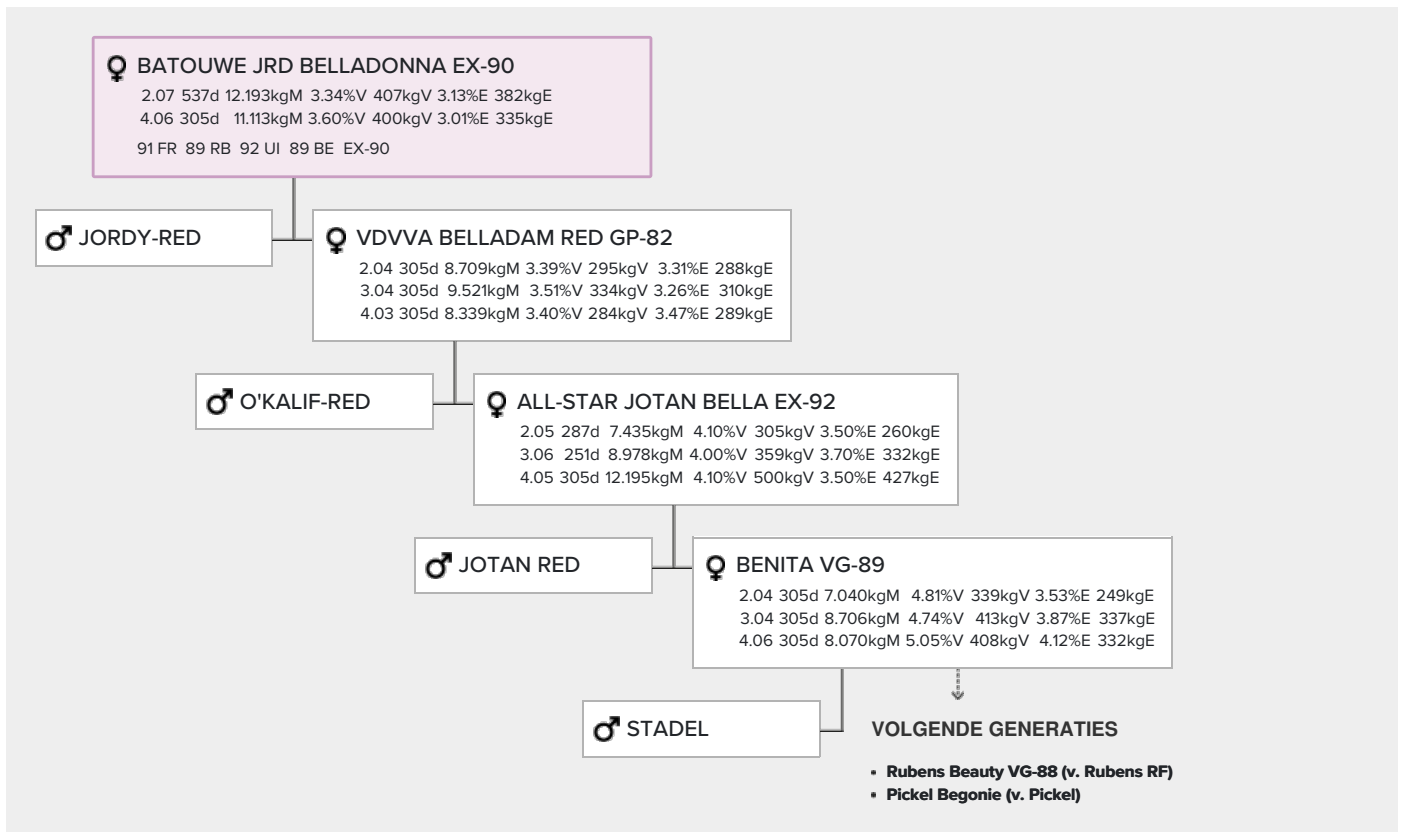 BATOUWE JRD BELLADONNA EX-90
2.07 537d 12.193kgM 3.34%V 407kgV 3.13%E 382kgE
4.06 305d 11.113kgM 3.60%V 400kgV 3.01%E 335kgE
91 FR 89 RB 92 UI 89 BE EX-90
JORDY-RED
VDVVA BELLADAM RED GP-82
2.04 305d 8.709kgM 3.39%V 295kgV 3.31%E 288kgE
3.04 305d 9.521kgM 3.51%V 334kgV 3.26%E 310kgE
4.03 305d 8.339kgM 3.40%V 284kgV 3.47%E 289kgE
O'KALIF-RED
ALL-STAR JOTAN BELLA EX-92
2.05 287d 7.435kgM 4.10%V 305kgV 3.50%E 260kgE
3.06 251d 8.978kgM 4.00%V 359kgV 3.70%E 332kgE
4.05 305d 12.195kgM 4.10%V 500kgV 3.50%E 427kgE
JOTAN RED
BENITA VG-89
2.04 305d 7.040kgM 4.81%V 339kgV 3.53%E 249kgE
3.04 305d 8.706kgM 4.74%V 413kgV 3.87%E 337kgE
4.06 305d 8.070kgM 5.05%V 408kgV 4.12%E 332kgE
STADEL
VOLGENDE GENERATIES
• Rubens Beauty VG-88 (v. Rubens RF)
• Pickel Begonie (v. Pickel)